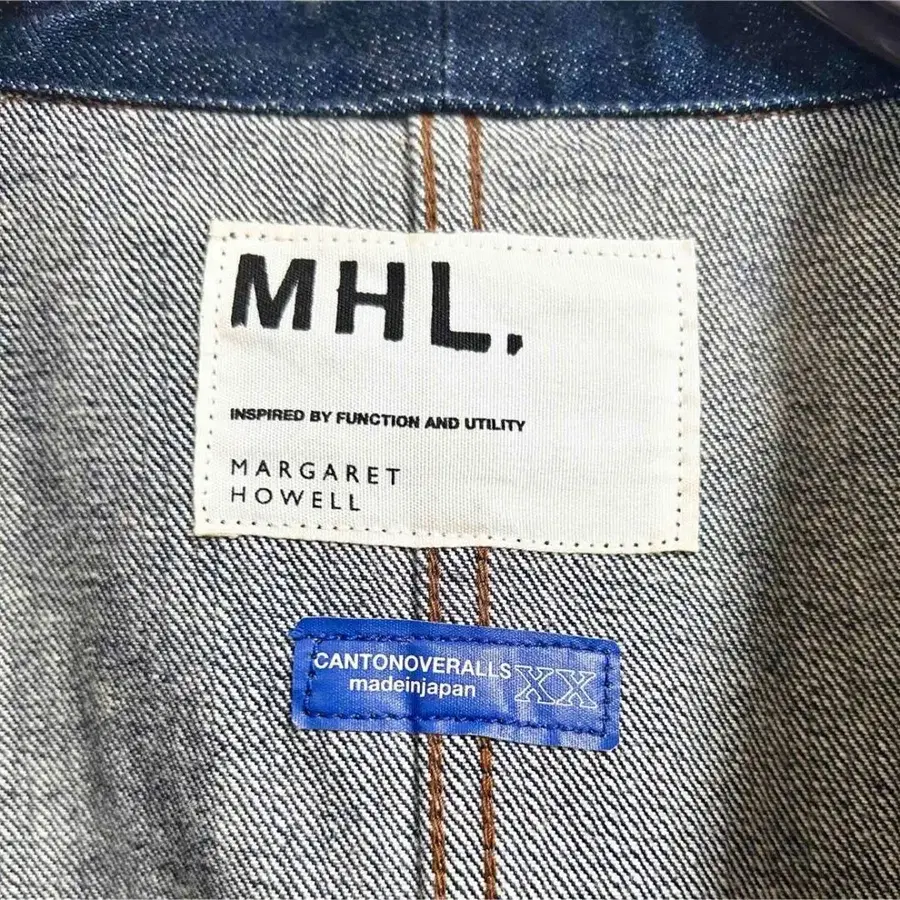 MHL.
INSPIRED BY FUNCTION AND UTILITY
MARGARET
HOWELL
CANTONOVERALLS XX
madeinjapan